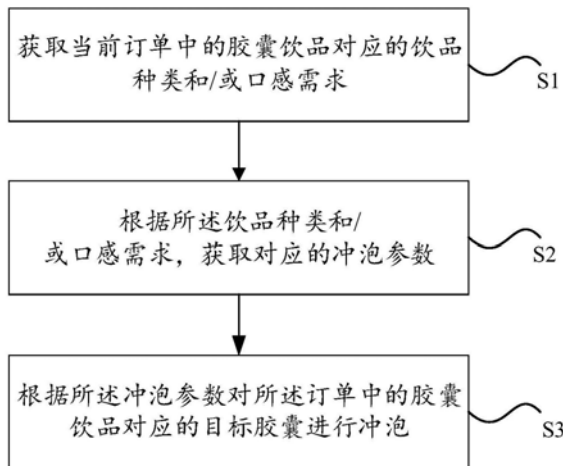 获取当前订单中的胶囊饮品对应的饮品
种类和/或口感需求
S1
根据所述饮品种类和/
或口感需求，获取对应的冲泡参数
S2
根据所述冲泡参数对所述订单中的胶囊
饮品对应的目标胶囊进行冲泡
S3